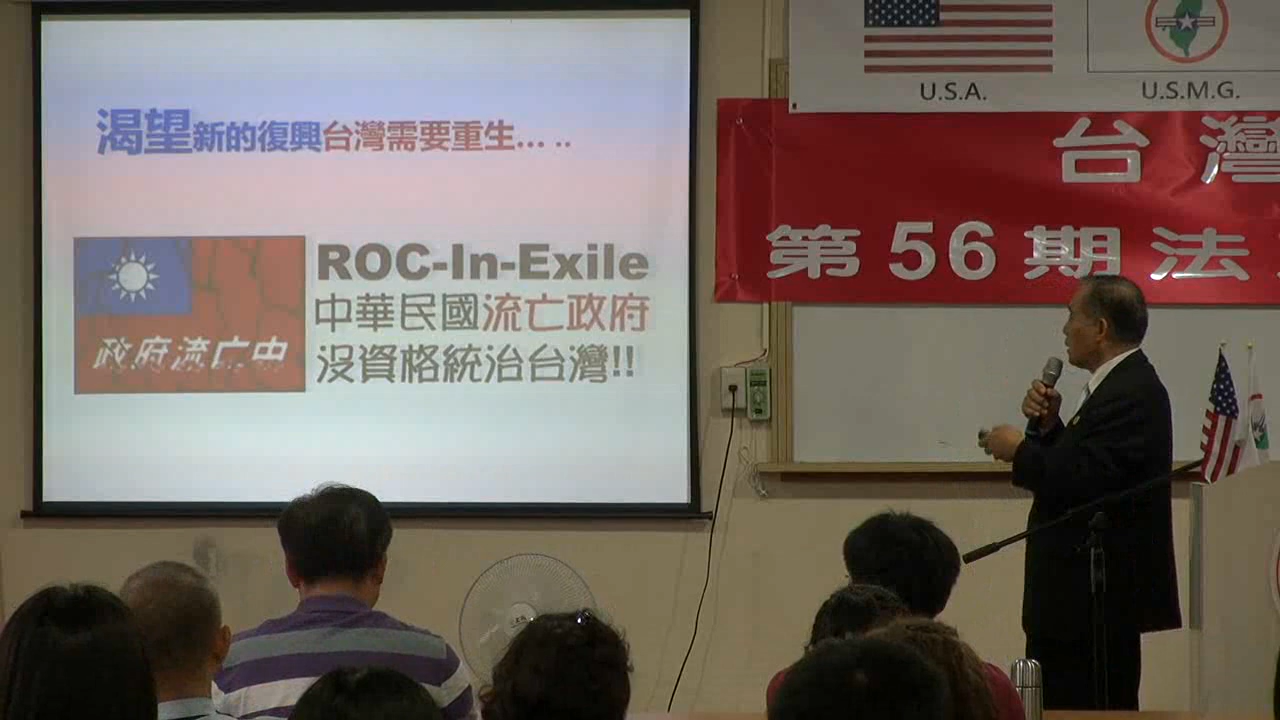 渴望新的復興台灣需要重生... ..
ROC-In-Exile
中華民國流亡政府
沒資格統治台灣!!
政府流亡中
U.S.A.
U.S.M.G.
台灣
第56期法